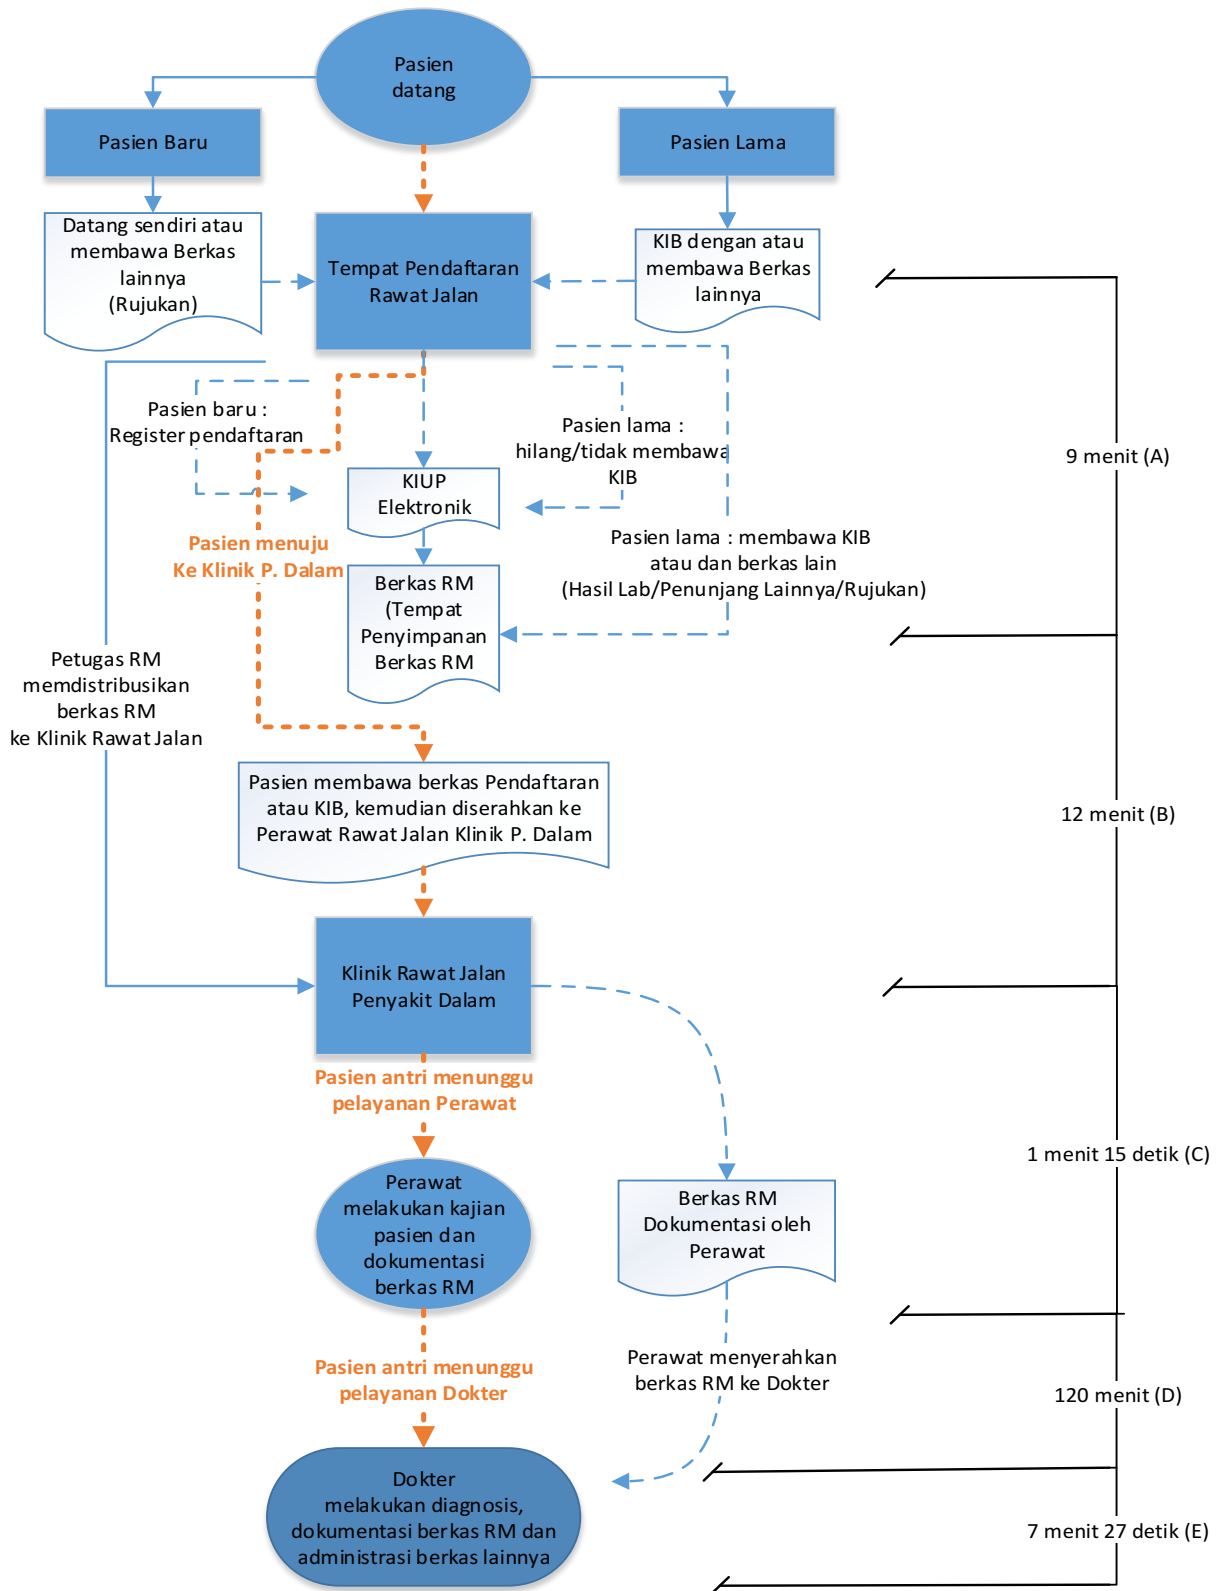 Pasien
datang
Pasien Baru
Pasien Lama
Datang sendiri atau
membawa Berkas
lainnya
(Rujukan)
Tempat Pendaftaran
Rawat Jalan
KIB dengan atau
membawa Berkas
lainnya
Pasien baru :
Register pendaftaran
Pasien lama :
hilang/tidak membawa
KIB
9 menit (A)
KIUP
Elektronik
Pasien menuju
Ke Klinik P. Dalam
Pasien lama : membawa KIB
atau dan berkas lain
(Hasil Lab/Penunjang Lainnya/Rujukan)
Berkas RM
(Tempat
Penyimpanan
Berkas RM
Petugas RM
memdistribusikan
berkas RM
ke Klinik Rawat Jalan
Pasien membawa berkas Pendaftaran
atau KIB, kemudian diserahkan ke
Perawat Rawat Jalan Klinik P. Dalam
12 menit (B)
Klinik Rawat Jalan
Penyakit Dalam
Pasien antri menunggu
pelayanan Perawat
1 menit 15 detik (C)
Perawat
melakukan kajian
pasien dan
dokumentasi
berkas RM
Berkas RM
Dokumentasi oleh
Perawat
Pasien antri menunggu
pelayanan Dokter
Perawat menyerahkan
berkas RM ke Dokter
120 menit (D)
Dokter
melakukan diagnosis,
dokumentasi berkas RM dan
administrasi berkas lainnya
7 menit 27 detik (E)